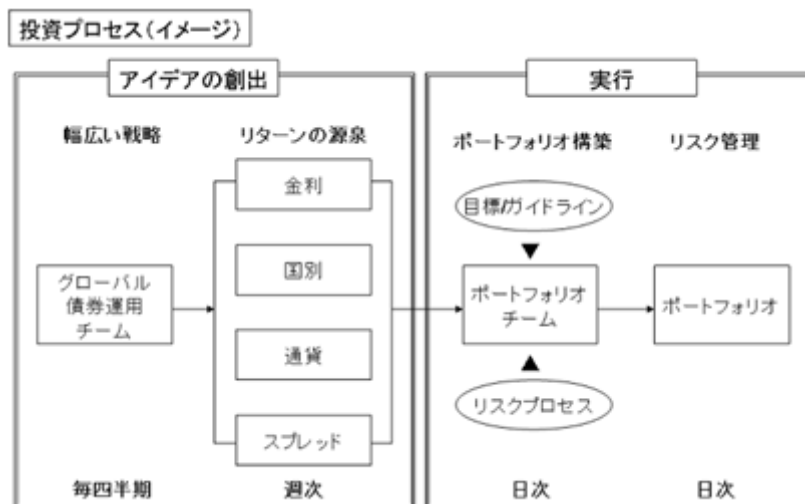 投資プロセス（イメージ）
アイデアの創出
実行
幅広い戦略
リターンの源泉
ポートフォリオ構築
リスク管理
金利
目標/ガイドライン
国別
グローバル
債券運用
チーム
ポートフォリオ
チーム
ポートフォリオ
通貨
リスクプロセス
スプレッド
毎四半期
週次
日次
日次